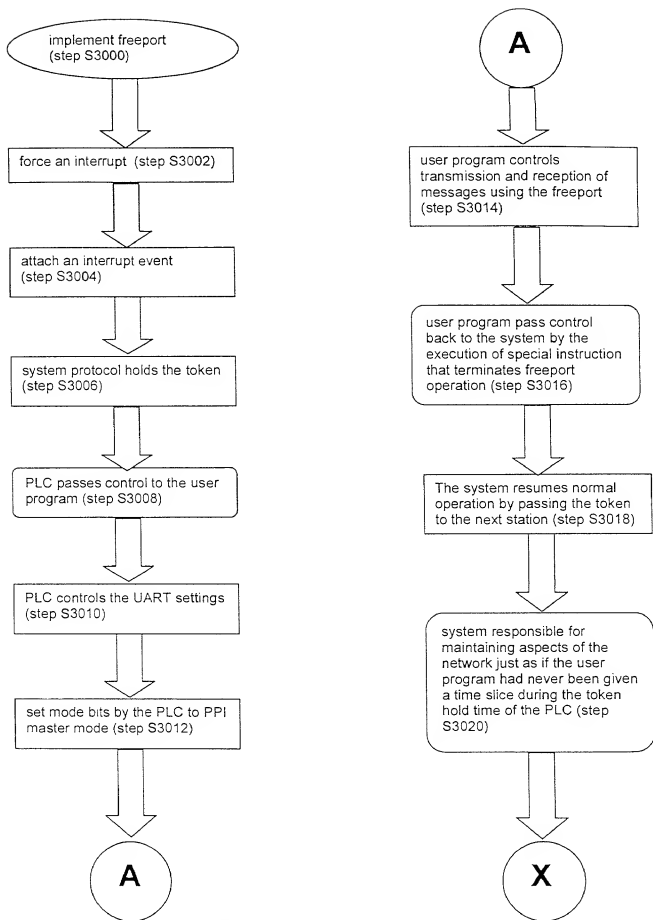 implement freeport
(step S3000)
force an interrupt (step S3002)
attach an interrupt event
(step S3004)
system protocol holds the token
(step S3006)
PLC passes control to the user
program (step S3008)
PLC controls the UART settings
(step S3010)
set mode bits by the PLC to PPI
master mode (step S3012)
A
A
user program controls
transmission and reception of
messages using the freeport
(step S3014)
user program pass control
back to the system by the
execution of special instruction
that terminates freeport
operation (step S3016)
The system resumes normal
operation by passing the token
to the next station (step S3018)
system responsible for
maintaining aspects of the
network just as if the user
program had never been given
a time slice during the token
hold time of the PLC (step
S3020)
X